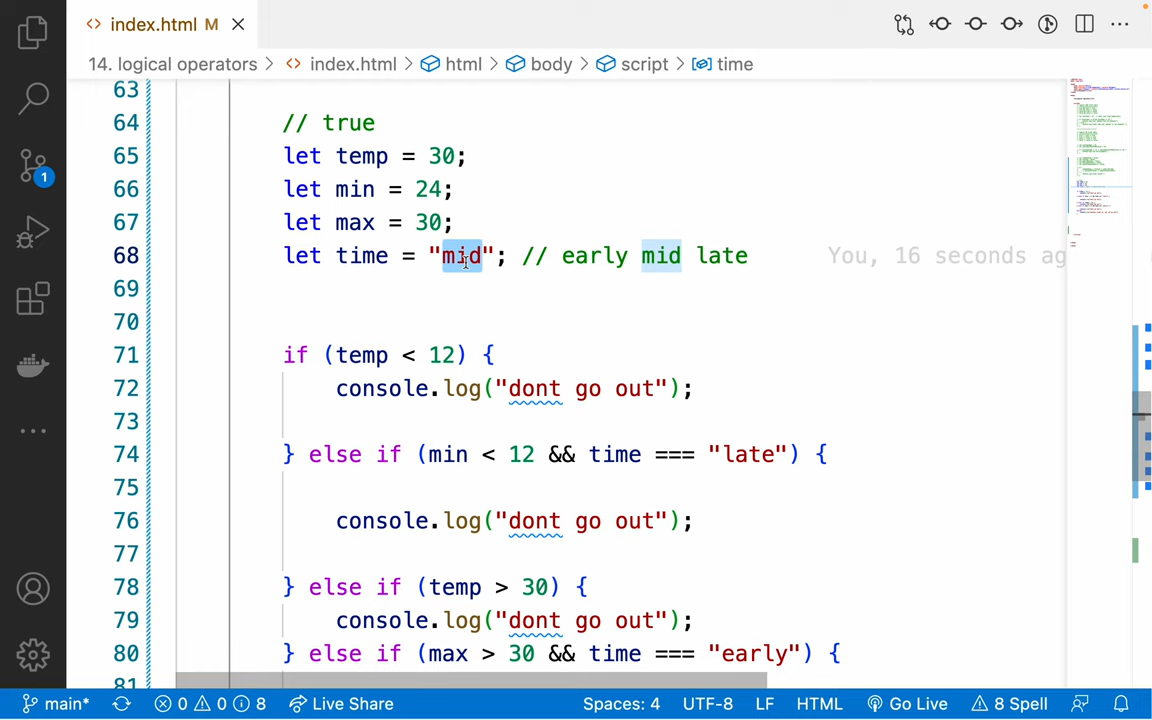 index.html M
14. logical operators > index.html > html > body > script > time
63
64 // true
65 let temp = 30;
66 let min = 24;
67 let max = 30;
68 let time = "mid"; // early mid late You, 16 seconds ag
69
70
71 if (temp < 12) {
72 console.log("dont go out");
73
74 } else if (min < 12 && time === "late") {
75
76 console.log("dont go out");
77
78 } else if (temp > 30) {
79 console.log("dont go out");
80 } else if (max > 30 && time === "early") {
81
1
main* 0 0 8 Live Share Spaces: 4 UTF-8 LF HTML Go Live 8 Spell